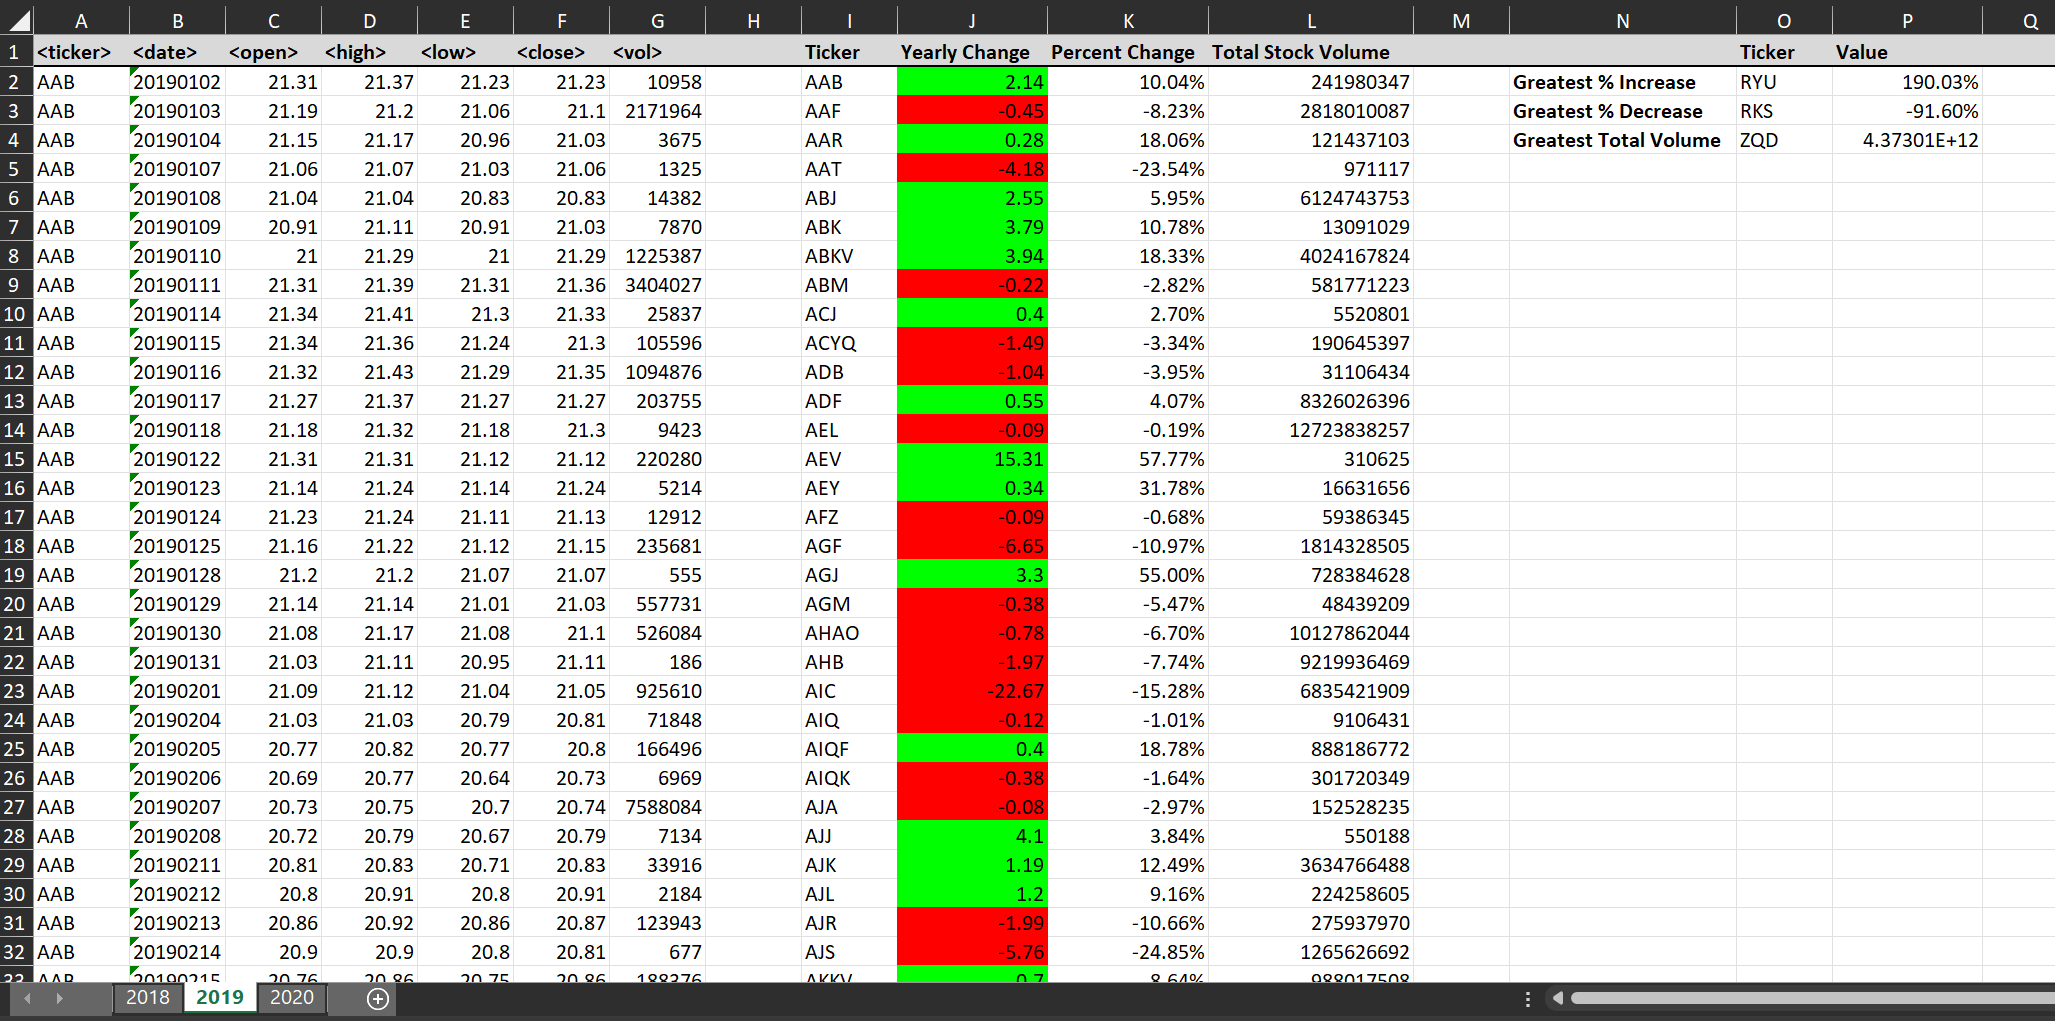 A B C D E F G H I J K L M N O P Q
1 <ticker> <date> <open> <high> <low> <close> <vol> Ticker Yearly Change Percent Change Total Stock Volume Ticker Value
2 AAB 20190102 21.31 21.37 21.23 21.23 10958 AAB 2.14 10.04% 241980347 Greatest % Increase RYU 190.03%
3 AAB 20190103 21.19 21.2 21.06 21.1 2171964 AAF -0.45 -8.23% 2818010087 Greatest % Decrease RKS -91.60%
4 AAB 20190104 21.15 21.17 20.96 21.03 3675 AAR 0.28 18.06% 121437103 Greatest Total Volume ZQD 4.37301E+12
5 AAB 20190107 21.06 21.07 21.03 21.06 1325 AAT -4.18 -23.54% 971117
6 AAB 20190108 21.04 21.04 20.83 20.83 14382 ABJ 2.55 5.95% 6124743753
7 AAB 20190109 20.91 21.11 20.91 21.03 7870 ABK 3.79 10.78% 13091029
8 AAB 20190110 21 21.29 21 21.29 1225387 ABKV 3.94 18.33% 4024167824
9 AAB 20190111 21.31 21.39 21.31 21.36 3404027 ABM -0.22 -2.82% 581771223
10 AAB 20190114 21.34 21.41 21.3 21.33 25837 ACJ 0.4 2.70% 5520801
11 AAB 20190115 21.34 21.36 21.24 21.3 105596 ACYQ -1.49 -3.34% 190645397
12 AAB 20190116 21.32 21.43 21.29 21.35 1094876 ADB -1.04 -3.95% 31106434
13 AAB 20190117 21.27 21.37 21.27 21.27 203755 ADF 0.55 4.07% 8326026396
14 AAB 20190118 21.18 21.32 21.18 21.3 9423 AEL -0.09 -0.19% 12723838257
15 AAB 20190122 21.31 21.31 21.12 21.12 220280 AEV 15.31 57.77% 310625
16 AAB 20190123 21.14 21.24 21.14 21.24 5214 AEY 0.34 31.78% 16631656
17 AAB 20190124 21.23 21.24 21.11 21.13 12912 AFZ -0.09 -0.68% 59386345
18 AAB 20190125 21.16 21.22 21.12 21.15 235681 AGF -6.65 -10.97% 1814328505
19 AAB 20190128 21.2 21.2 21.07 21.07 555 AGJ 3.3 55.00% 728384628
20 AAB 20190129 21.14 21.14 21.01 21.03 557731 AGM -0.38 -5.47% 48439209
21 AAB 20190130 21.08 21.17 21.08 21.1 526084 AHAO -0.78 -6.70% 10127862044
22 AAB 20190131 21.03 21.11 20.95 21.11 186 AHB -1.97 -7.74% 9219936469
23 AAB 20190201 21.09 21.12 21.04 21.05 925610 AIC -22.67 -15.28% 6835421909
24 AAB 20190204 21.03 21.03 20.79 20.81 71848 AIQ -0.12 -1.01% 9106431
25 AAB 20190205 20.77 20.82 20.77 20.8 166496 AIQF 0.4 18.78% 888186772
26 AAB 20190206 20.69 20.77 20.64 20.73 6969 AIQK -0.38 -1.64% 301720349
27 AAB 20190207 20.73 20.75 20.7 20.74 7588084 AJA -0.08 -2.97% 152528235
28 AAB 20190208 20.72 20.79 20.67 20.79 7134 AJJ 4.1 3.84% 550188
29 AAB 20190211 20.81 20.83 20.71 20.83 33916 AJK 1.19 12.49% 3634766488
30 AAB 20190212 20.8 20.91 20.8 20.91 2184 AJL 1.2 9.16% 224258605
31 AAB 20190213 20.86 20.92 20.86 20.87 123943 AJR -1.99 -10.66% 275937970
32 AAB 20190214 20.9 20.9 20.8 20.81 677 AJS -5.76 -24.85% 1265626692
33 AAB 20190215 20.76 20.86 20.75 20.86 188376 AKKV 0.7 8.64% 988017508
2018 2019 2020